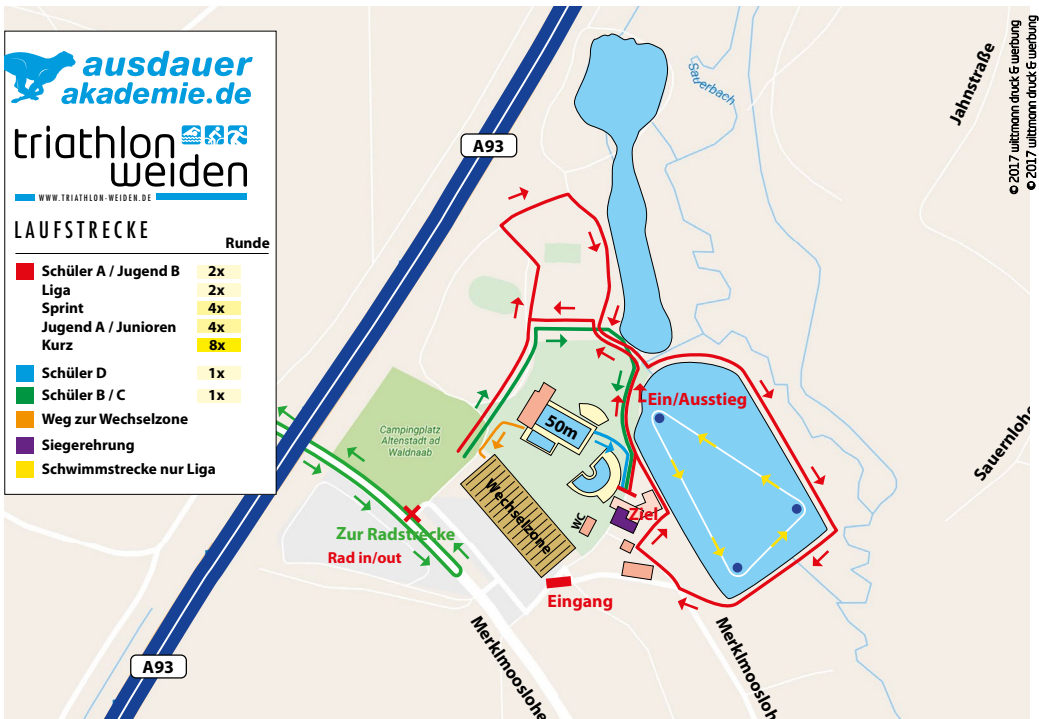 ausdauer
akademie.de
triathlon
weiden
WWW.TRIATHLON-WEIDEN.DE
LAUFSTRECKE
Runde
Schüler A / Jugend B 2x
Liga 2x
Sprint 4x
Jugend A / Junioren 4x
Kurz 8x
Schüler D 1x
Schüler B / C 1x
Weg zur Wechselzone
Siegerehrung
Schwimmstrecke nur Liga
© 2017 wittmann druck & werbung
© 2017 wittmann druck & werbung
Jahnstraße
Sauerbach
A93
Ein/Ausstieg
Sauernlohe
50m
Campingplatz
Altenstadt ad
Waldnaab
Wechselzone
WC
Ziel
Zur Radstrecke
Rad in/out
Eingang
Merklmooslohe
Merklmooslohe
A93